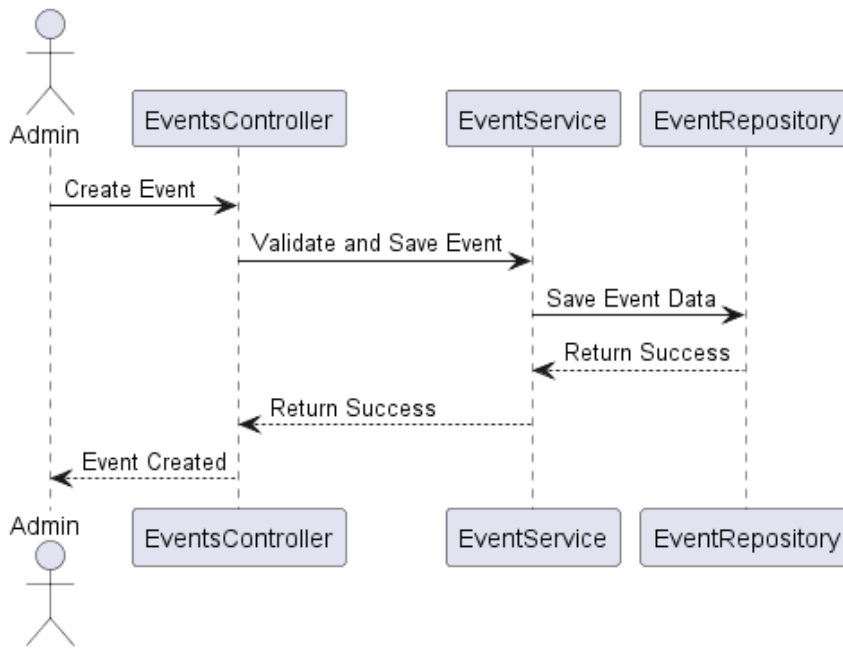 Admin
EventsController
EventService
EventRepository
Create Event
Validate and Save Event
Save Event Data
Return Success
Return Success
Event Created
Admin
EventsController
EventService
EventRepository